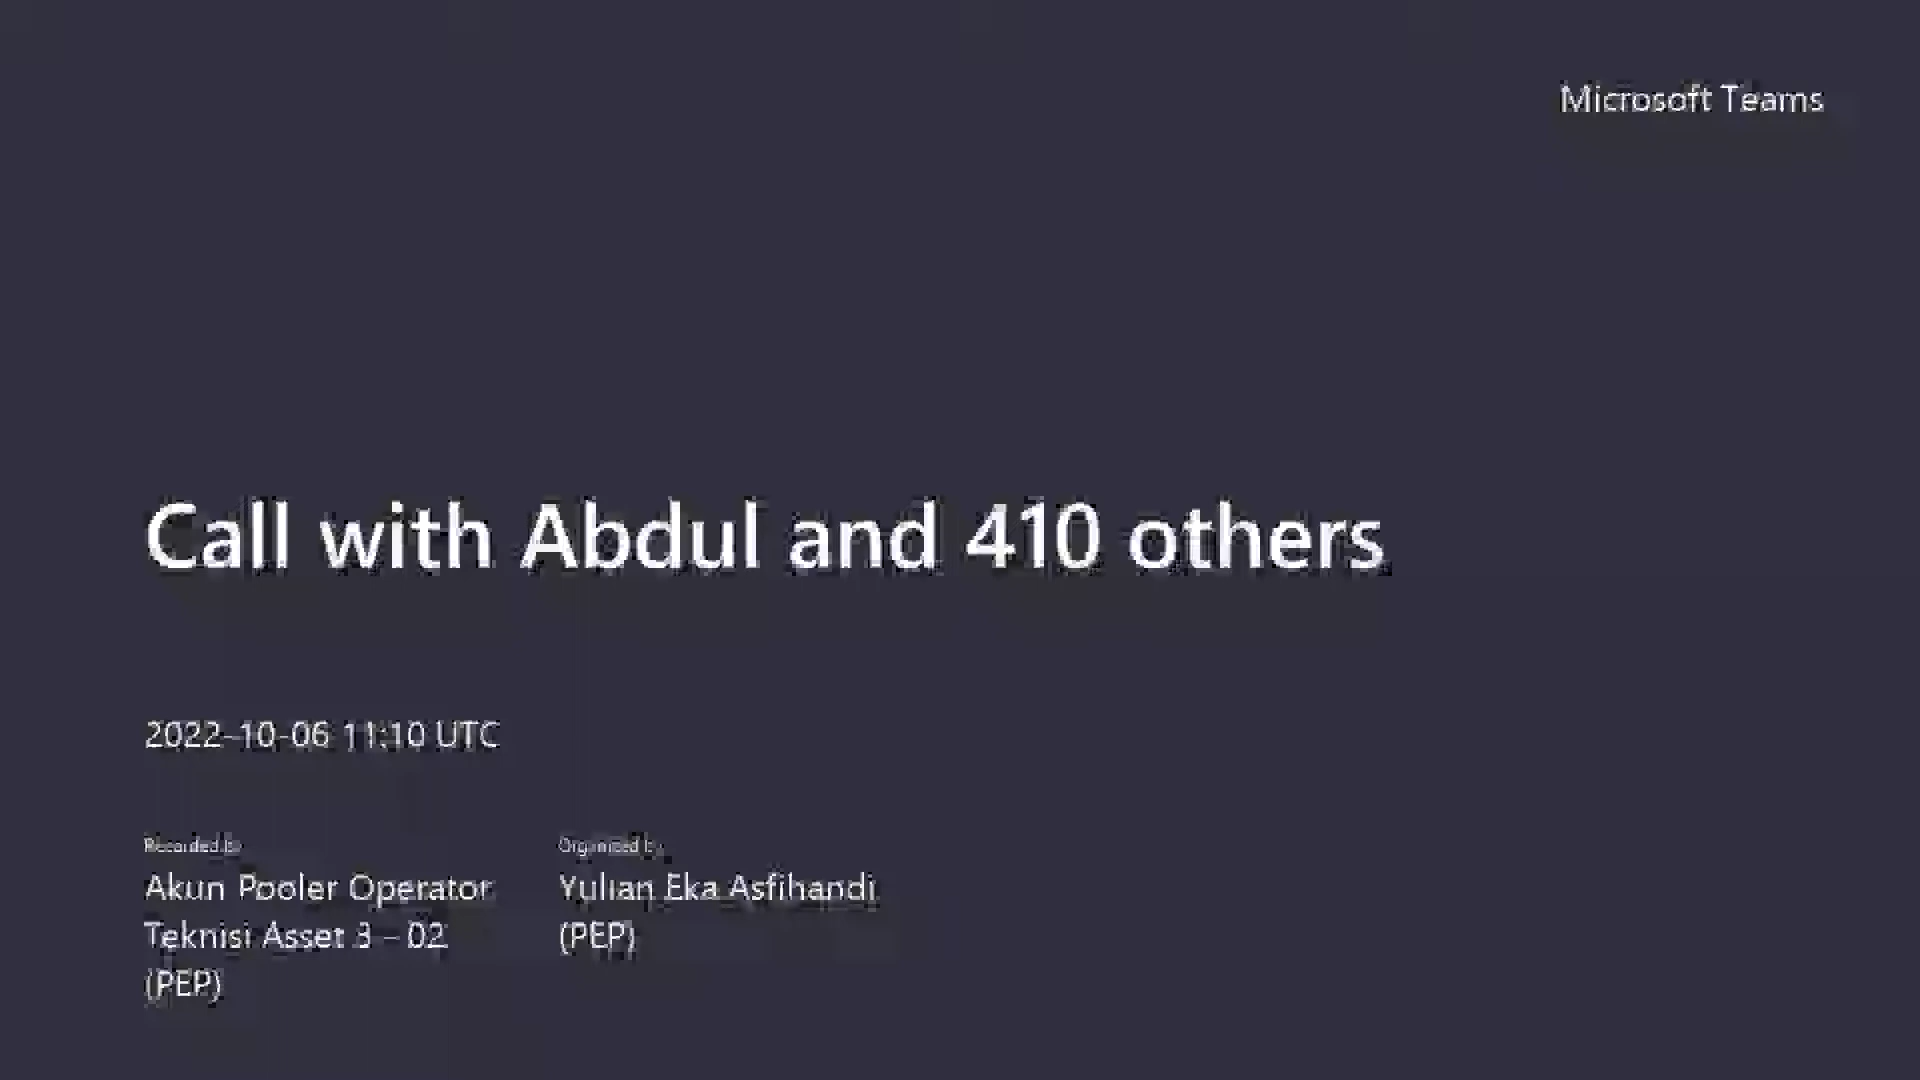 Microsoft Teams
Call with Abdul and 410 others
2022-10-06 11:10 UTC
Recorded by
Organized by
Akun Pooler Operator
Yulian Eka Asfihandi
Teknisi Asset 3 - 02
(PEP)
(PEP)